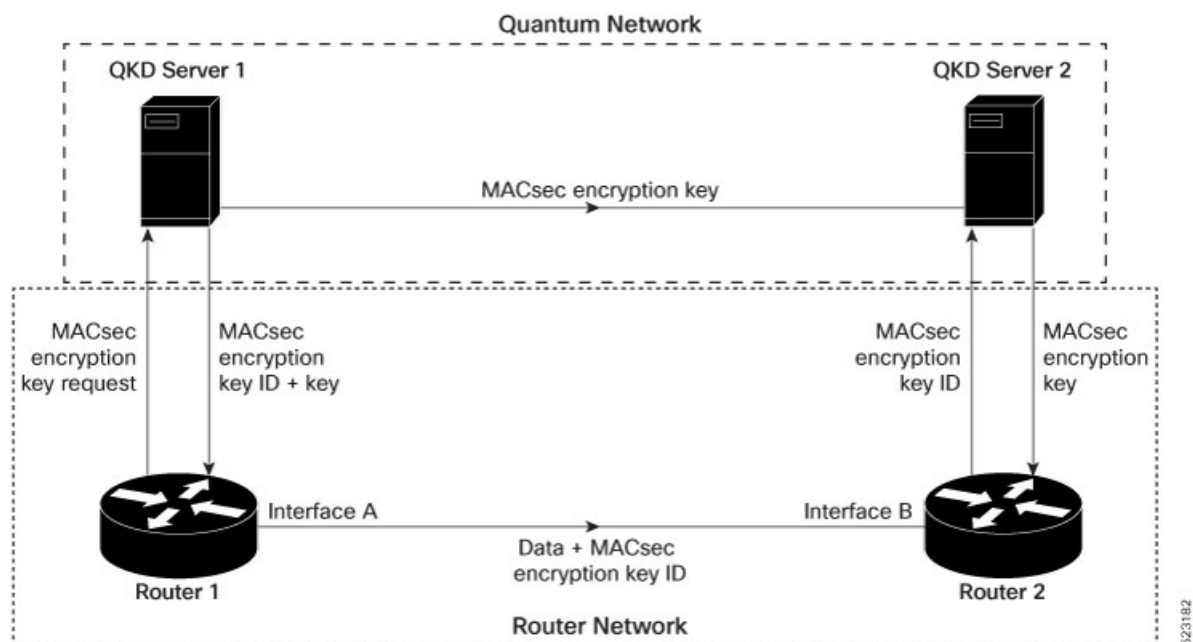 Quantum Network
QKD Server 1
QKD Server 2
MACsec encryption key
MACsec
encryption
key request
MACsec
encryption
key ID + key
MACsec
encryption
key ID
MACsec
encryption
key
Interface A
Interface B
Data + MACsec
encryption key ID
Router 1
Router 2
Router Network